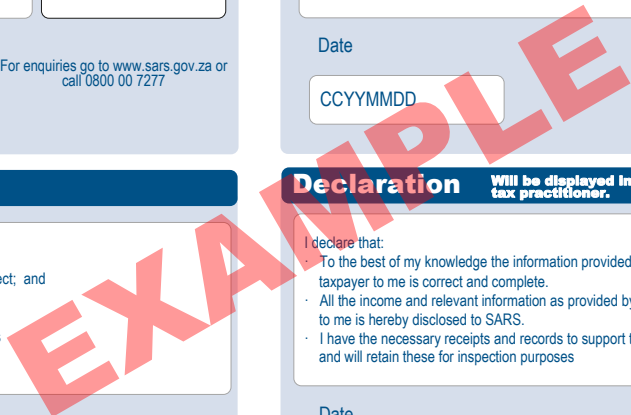 For enquiries go to www.sars.gov.za or
call 0800 00 7277
ect; and
Date
CCYYMMDD
Declaration
Will be displayed in
tax practitioner.
I declare that:
· To the best of my knowledge the information provided
taxpayer to me is correct and complete.
· All the income and relevant information as provided by
to me is hereby disclosed to SARS.
· I have the necessary receipts and records to support
and will retain these for inspection purposes
Date
EXAMPLE